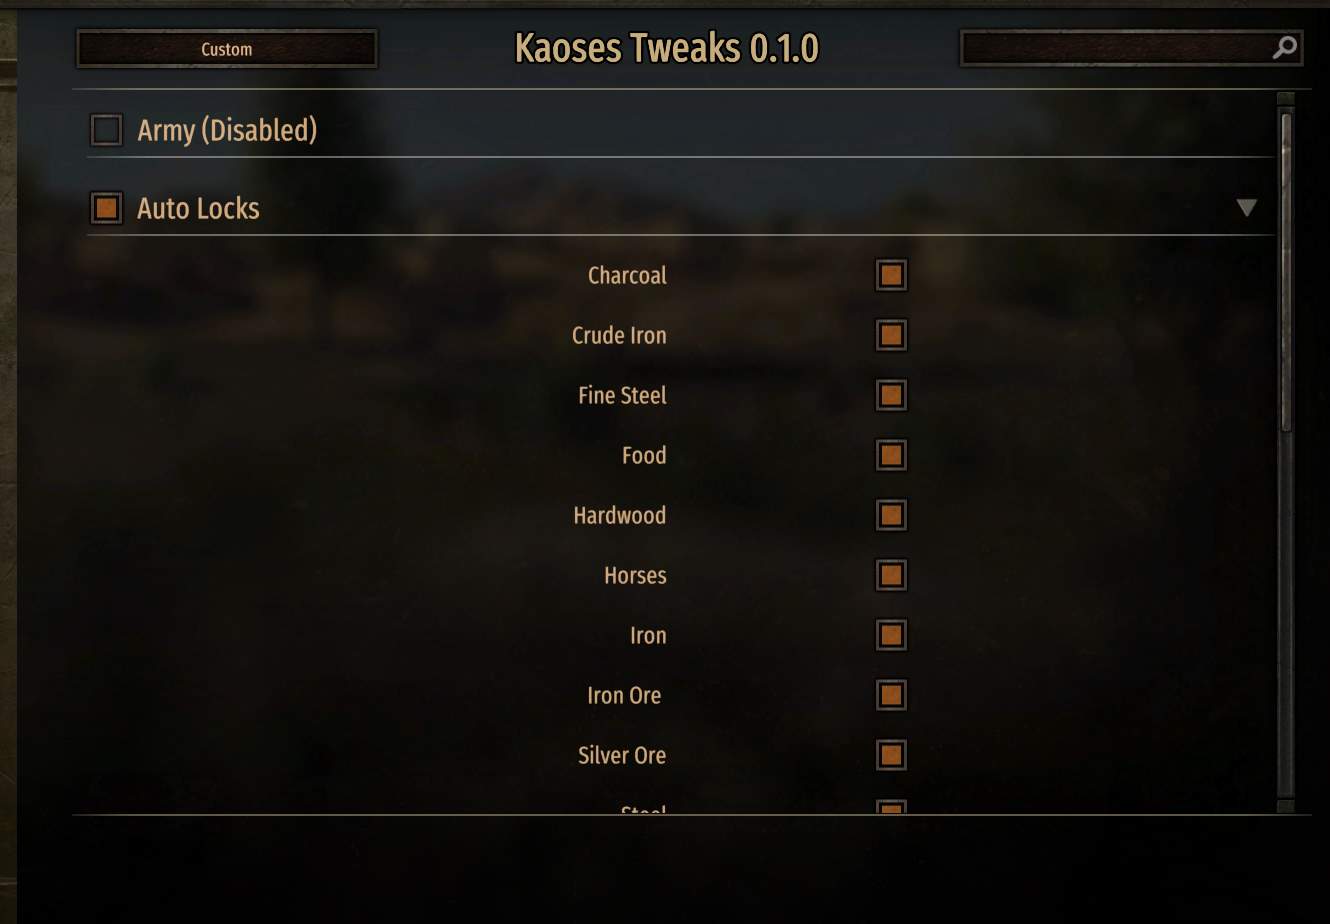 Custom
Kaoses Tweaks 0.1.0
Army (Disabled)
Auto Locks
Charcoal
Crude Iron
Fine Steel
Food
Hardwood
Horses
Iron
Iron Ore
Silver Ore
Steel